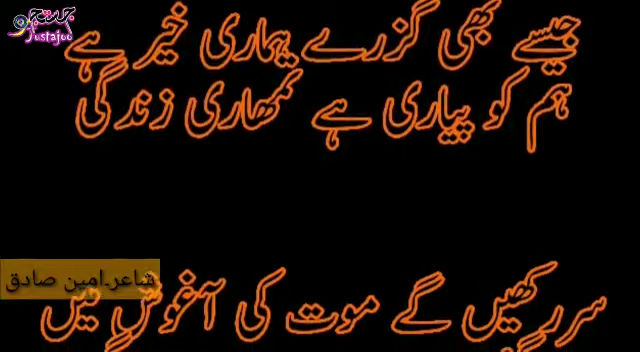 جستجو
Justajoo
جیسے بھی گزرے ہماری خیر ہے
ہم کو پیاری ہے تمھاری زندگی
شاعر۔امین صادق
سر رکھیں گے موت کی آغوش میں